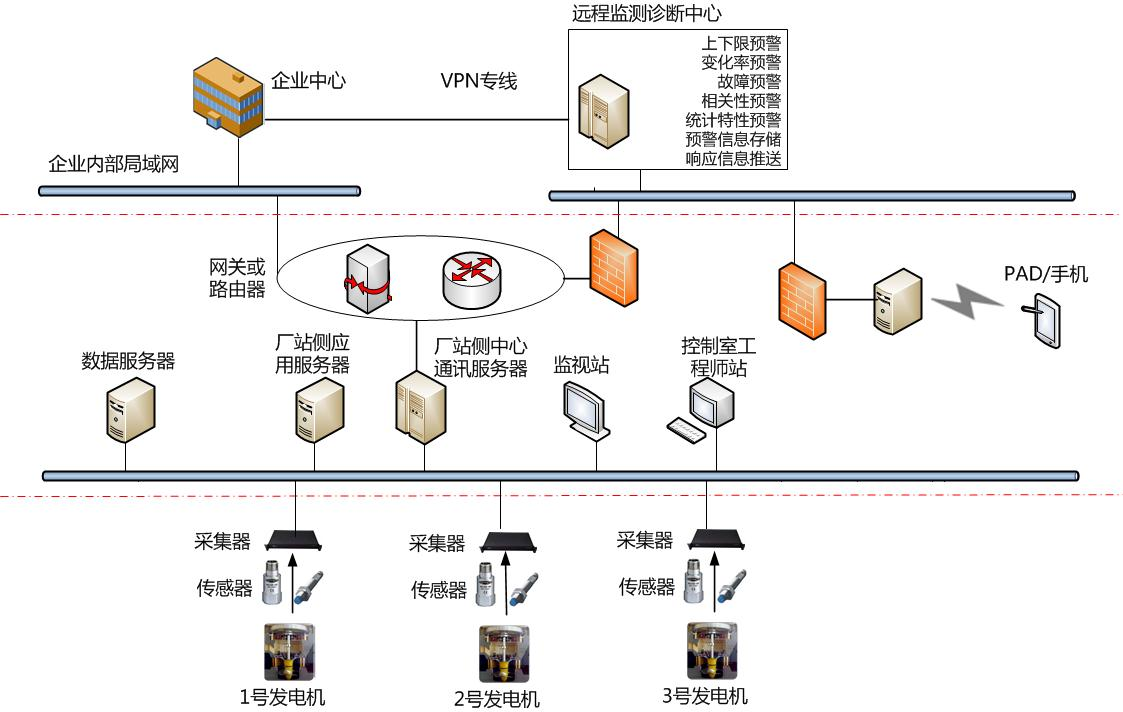 远程监测诊断中心
上下限预警
变化率预警
故障预警
相关性预警
统计特性预警
预警信息存储
响应信息推送
企业中心
VPN专线
企业内部局域网
网关或
路由器
PAD/手机
数据服务器
厂站侧应
用服务器
厂站侧中心
通讯服务器
监视站
控制室工
程师站
采集器
采集器
采集器
传感器
传感器
传感器
1号发电机
2号发电机
3号发电机